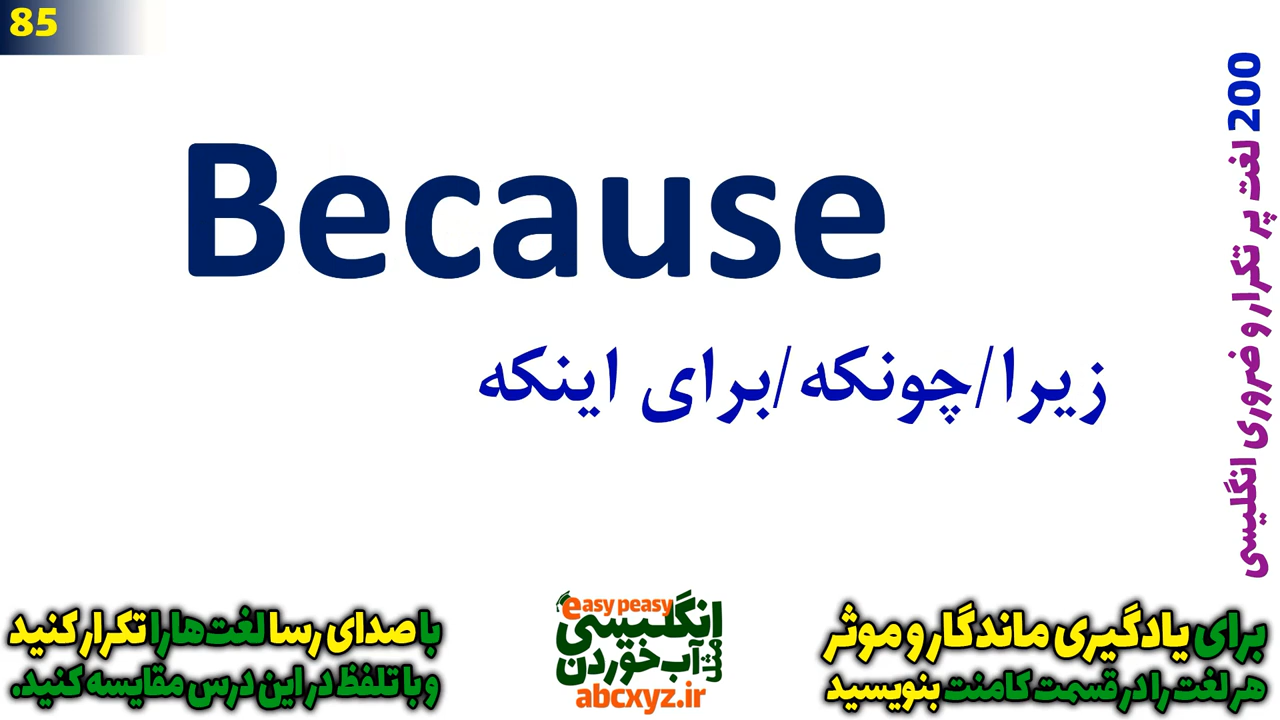 85
Because
زیرا/چونکه/برای اینکه
200 لغت پر تکرار و ضروری انگلیسی
برای یادگیری ماندگار و موثر
هر لغت را در قسمت کامنت بنویسید
easy peasy
انگلیسی
مثل آب خوردن
abcxyz.ir
با صدای رسا لغت‌ها را تکرار کنید
و با تلفظ در این درس مقایسه کنید.